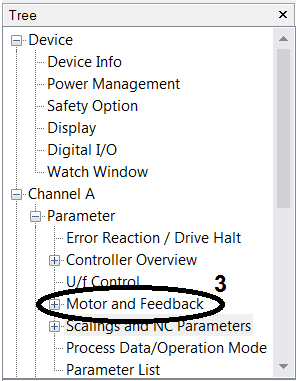 Tree
Device
Device Info
Power Management
Safety Option
Display
Digital I/O
Watch Window
Channel A
Parameter
Error Reaction / Drive Halt
Controller Overview
U/f Control
3
Motor and Feedback
Scalings and NC Parameters
Process Data/Operation Mode
Parameter List